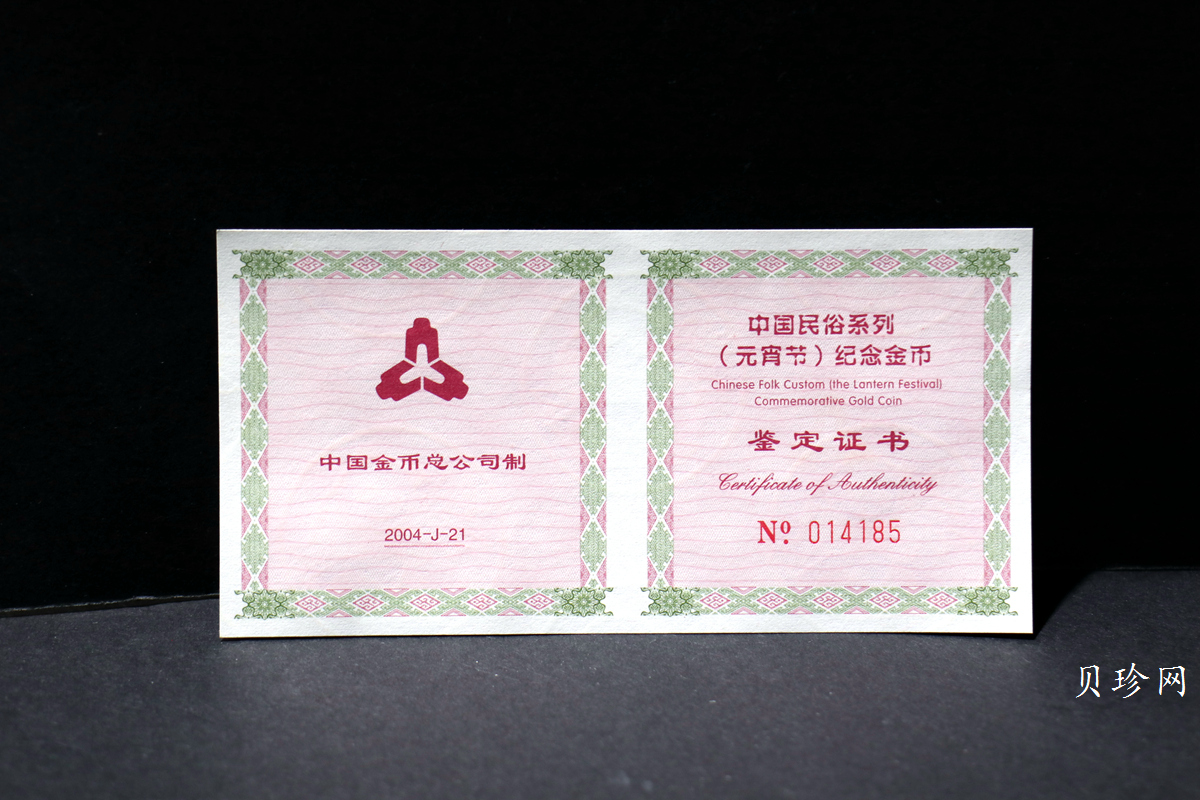 中国金币总公司制
2004-J-21
中国民俗系列
（元宵节）纪念金币
Chinese Folk Custom (the Lantern Festival)
Commemorative Gold Coin
鉴定证书
Certificate of Authenticity
Nº 014185
贝珍网